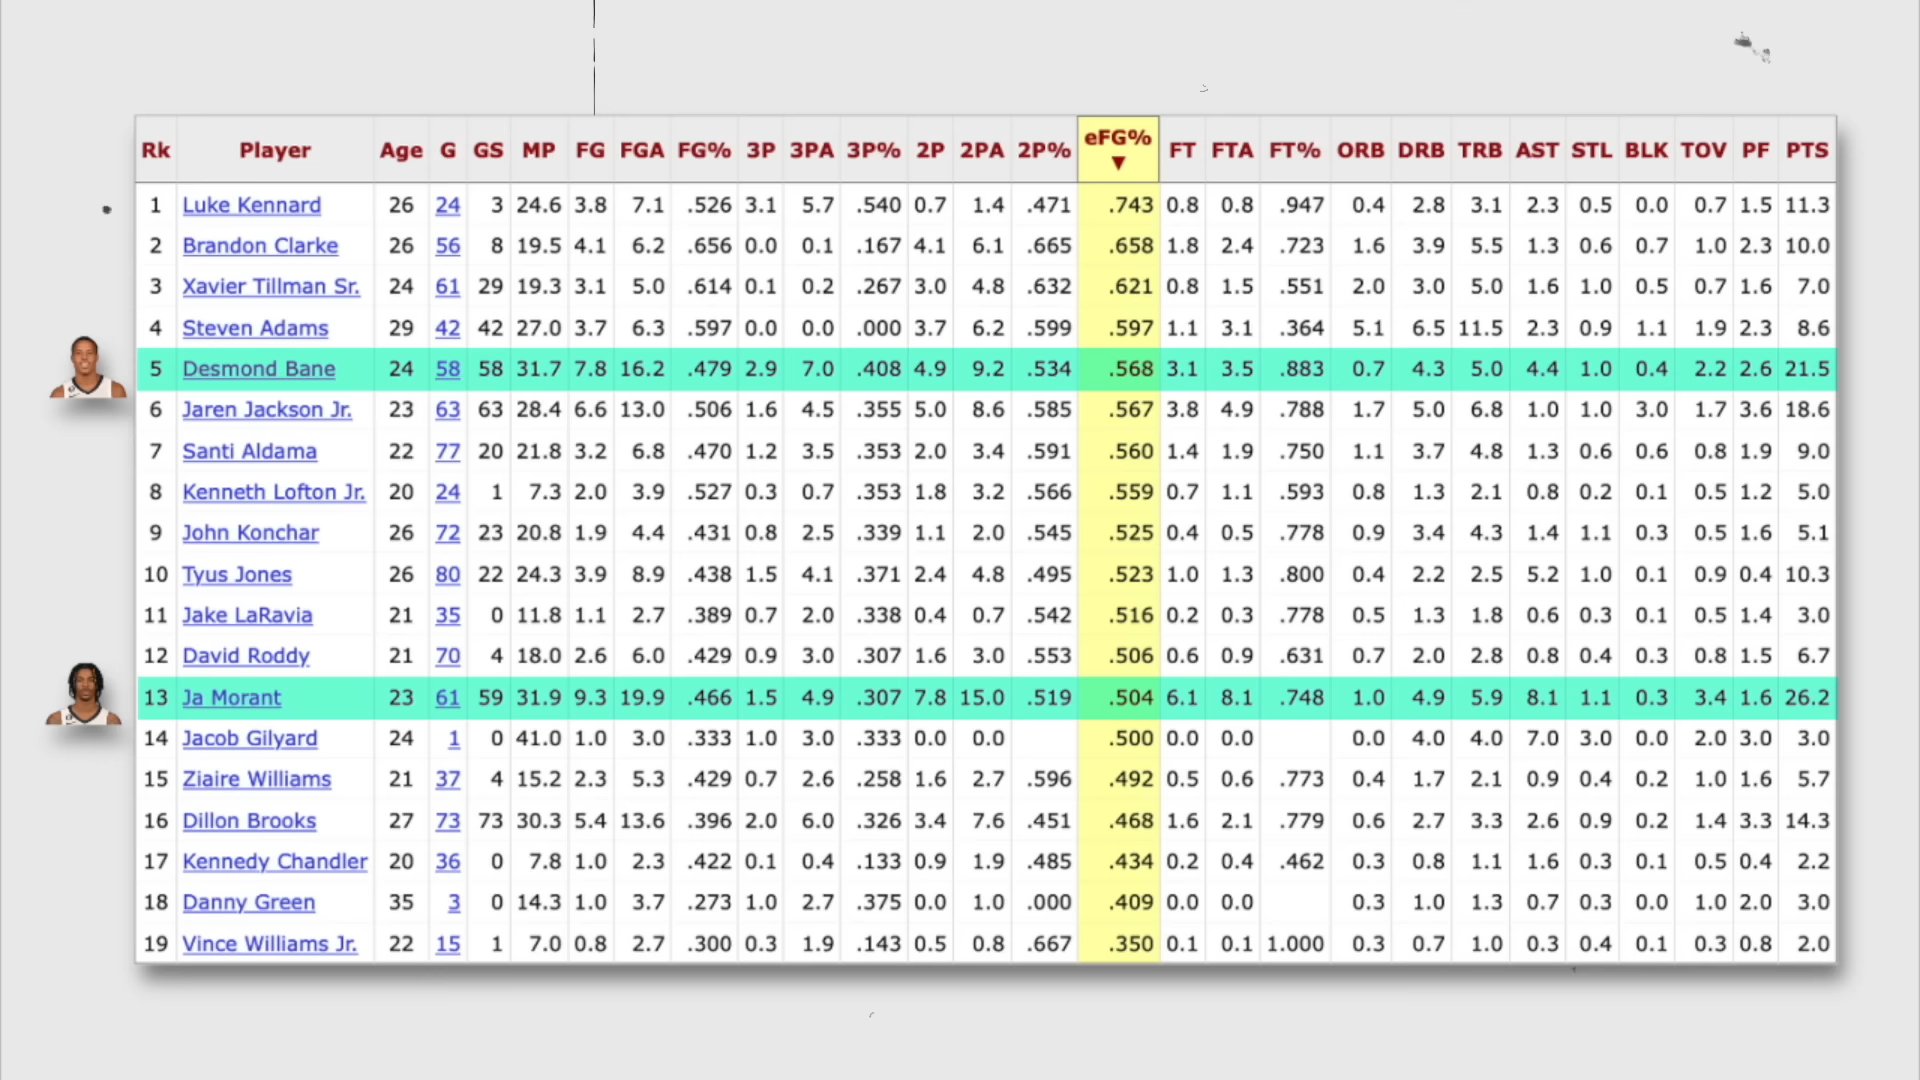 Rk Player Age G GS MP FG FGA FG% 3P 3PA 3P% 2P 2PA 2P% eFG% ▼ FT FTA FT% ORB DRB TRB AST STL BLK TOV PF PTS
1 Luke Kennard 26 24 3 24.6 3.8 7.1 .526 3.1 5.7 .540 0.7 1.4 .471 .743 0.8 0.8 .947 0.4 2.8 3.1 2.3 0.5 0.0 0.7 1.5 11.3
2 Brandon Clarke 26 56 8 19.5 4.1 6.2 .656 0.0 0.1 .167 4.1 6.1 .665 .658 1.8 2.4 .723 1.6 3.9 5.5 1.3 0.6 0.7 1.0 2.3 10.0
3 Xavier Tillman Sr. 24 61 29 19.3 3.1 5.0 .614 0.1 0.2 .267 3.0 4.8 .632 .621 0.8 1.5 .551 2.0 3.0 5.0 1.6 1.0 0.5 0.7 1.6 7.0
4 Steven Adams 29 42 42 27.0 3.7 6.3 .597 0.0 0.0 .000 3.7 6.2 .599 .597 1.1 3.1 .364 5.1 6.5 11.5 2.3 0.9 1.1 1.9 2.3 8.6
5 Desmond Bane 24 58 58 31.7 7.8 16.2 .479 2.9 7.0 .408 4.9 9.2 .534 .568 3.1 3.5 .883 0.7 4.3 5.0 4.4 1.0 0.4 2.2 2.6 21.5
6 Jaren Jackson Jr. 23 63 63 28.4 6.6 13.0 .506 1.6 4.5 .355 5.0 8.6 .585 .567 3.8 4.9 .788 1.7 5.0 6.8 1.0 1.0 3.0 1.7 3.6 18.6
7 Santi Aldama 22 77 20 21.8 3.2 6.8 .470 1.2 3.5 .353 2.0 3.4 .591 .560 1.4 1.9 .750 1.1 3.7 4.8 1.3 0.6 0.6 0.8 1.9 9.0
8 Kenneth Lofton Jr. 20 24 1 7.3 2.0 3.9 .527 0.3 0.7 .353 1.8 3.2 .566 .559 0.7 1.1 .593 0.8 1.3 2.1 0.8 0.2 0.1 0.5 1.2 5.0
9 John Konchar 26 72 23 20.8 1.9 4.4 .431 0.8 2.5 .339 1.1 2.0 .545 .525 0.4 0.5 .778 0.9 3.4 4.3 1.4 1.1 0.3 0.5 1.6 5.1
10 Tyus Jones 26 80 22 24.3 3.9 8.9 .438 1.5 4.1 .371 2.4 4.8 .495 .523 1.0 1.3 .800 0.4 2.2 2.5 5.2 1.0 0.1 0.9 0.4 10.3
11 Jake LaRavia 21 35 0 11.8 1.1 2.7 .389 0.7 2.0 .338 0.4 0.7 .542 .516 0.2 0.3 .778 0.5 1.3 1.8 0.6 0.3 0.1 0.5 1.4 3.0
12 David Roddy 21 70 4 18.0 2.6 6.0 .429 0.9 3.0 .307 1.6 3.0 .553 .506 0.6 0.9 .631 0.7 2.0 2.8 0.8 0.4 0.3 0.8 1.5 6.7
13 Ja Morant 23 61 59 31.9 9.3 19.9 .466 1.5 4.9 .307 7.8 15.0 .519 .504 6.1 8.1 .748 1.0 4.9 5.9 8.1 1.1 0.3 3.4 1.6 26.2
14 Jacob Gilyard 24 1 0 41.0 1.0 3.0 .333 1.0 3.0 .333 0.0 0.0 .500 0.0 0.0 0.0 4.0 4.0 7.0 3.0 0.0 2.0 3.0 3.0
15 Ziaire Williams 21 37 4 15.2 2.3 5.3 .429 0.7 2.6 .258 1.6 2.7 .596 .492 0.5 0.6 .773 0.4 1.7 2.1 0.9 0.4 0.2 1.0 1.6 5.7
16 Dillon Brooks 27 73 73 30.3 5.4 13.6 .396 2.0 6.0 .326 3.4 7.6 .451 .468 1.6 2.1 .779 0.6 2.7 3.3 2.6 0.9 0.2 1.4 3.3 14.3
17 Kennedy Chandler 20 36 0 7.8 1.0 2.3 .422 0.1 0.4 .133 0.9 1.9 .485 .434 0.2 0.4 .462 0.3 0.8 1.1 1.6 0.3 0.1 0.5 0.4 2.2
18 Danny Green 35 3 0 14.3 1.0 3.7 .273 1.0 2.7 .375 0.0 1.0 .000 .409 0.0 0.0 0.3 1.0 1.3 0.7 0.3 0.0 1.0 2.0 3.0
19 Vince Williams Jr. 22 15 1 7.0 0.8 2.7 .300 0.3 1.9 .143 0.5 0.8 .667 .350 0.1 0.1 1.000 0.3 0.7 1.0 0.3 0.4 0.1 0.3 0.8 2.0